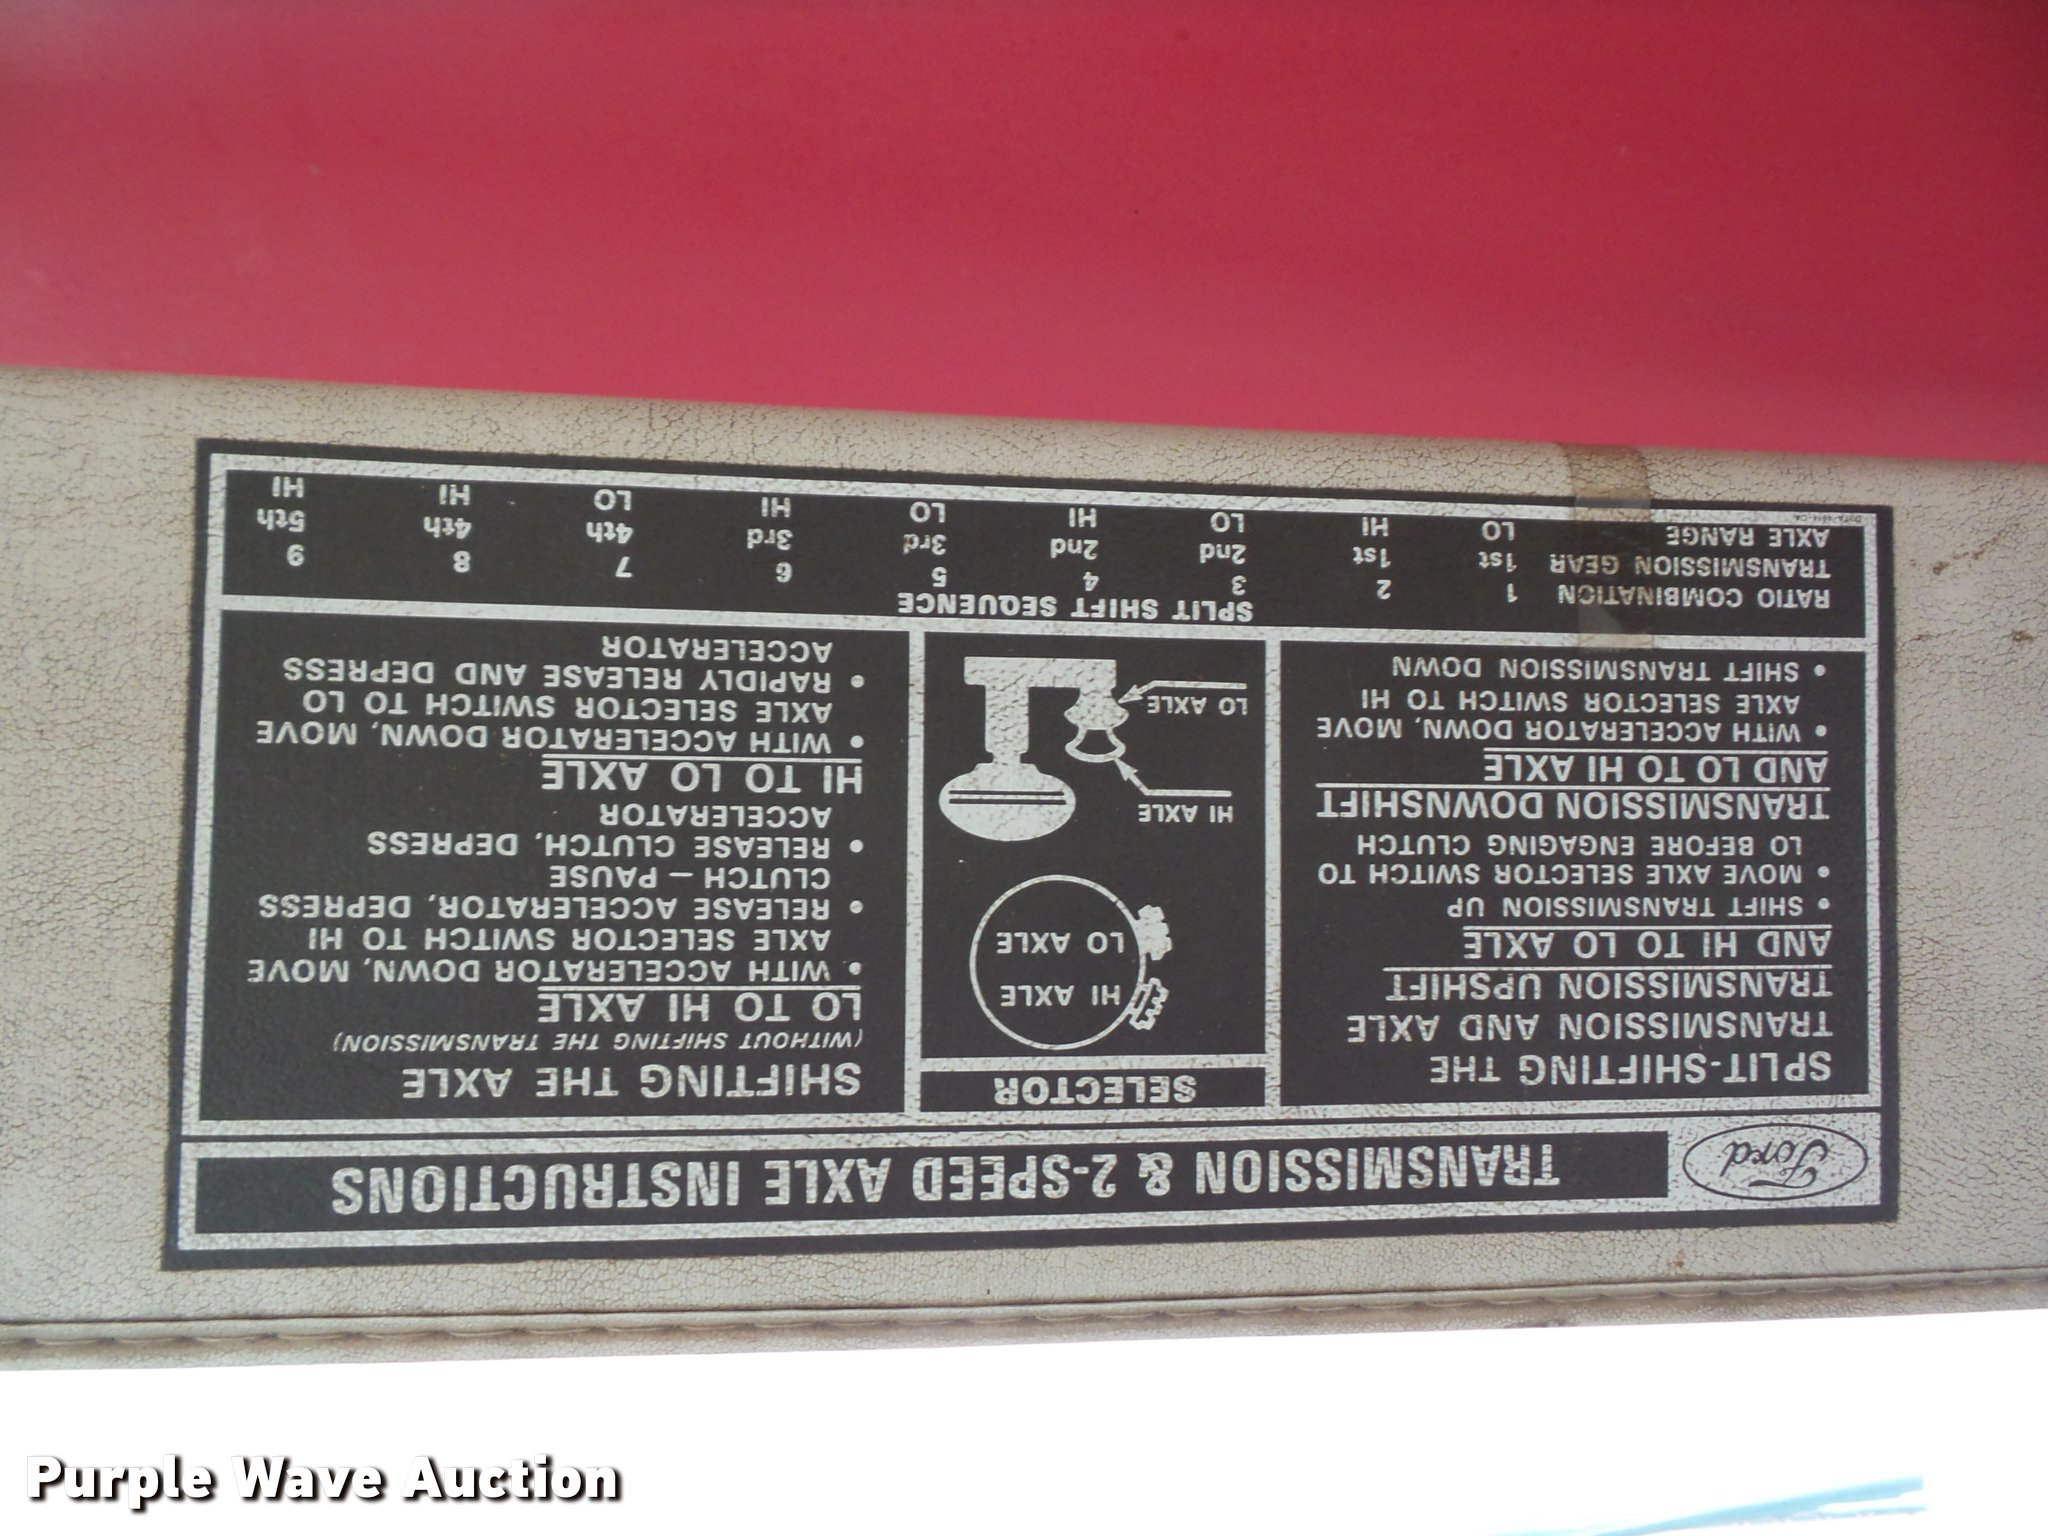 Ford
TRANSMISSION & 2-SPEED AXLE INSTRUCTIONS
SPLIT-SHIFTING THE
TRANSMISSION AND AXLE
TRANSMISSION UPSHIFT
AND HI TO LO AXLE
• SHIFT TRANSMISSION UP
• MOVE AXLE SELECTOR SWITCH TO
LO BEFORE ENGAGING CLUTCH
TRANSMISSION DOWNSHIFT
AND LO TO HI AXLE
• WITH ACCELERATOR DOWN, MOVE
AXLE SELECTOR SWITCH TO HI
• SHIFT TRANSMISSION DOWN
SELECTOR
HI AXLE
LO AXLE
HI AXLE
LO AXLE
SHIFTING THE AXLE
(WITHOUT SHIFTING THE TRANSMISSION)
LO TO HI AXLE
• WITH ACCELERATOR DOWN, MOVE
AXLE SELECTOR SWITCH TO HI
• RELEASE ACCELERATOR, DEPRESS
CLUTCH – PAUSE
• RELEASE CLUTCH, DEPRESS
ACCELERATOR
HI TO LO AXLE
• WITH ACCELERATOR DOWN, MOVE
AXLE SELECTOR SWITCH TO LO
• RAPIDLY RELEASE AND DEPRESS
ACCELERATOR
SPLIT SHIFT SEQUENCE
RATIO COMBINATION 1 2 3 4 5 6 7 8 9
TRANSMISSION GEAR 1st 1st 2nd 2nd 3rd 3rd 4th 4th 5th
AXLE RANGE LO HI LO HI LO HI LO HI HI
Purple Wave Auction